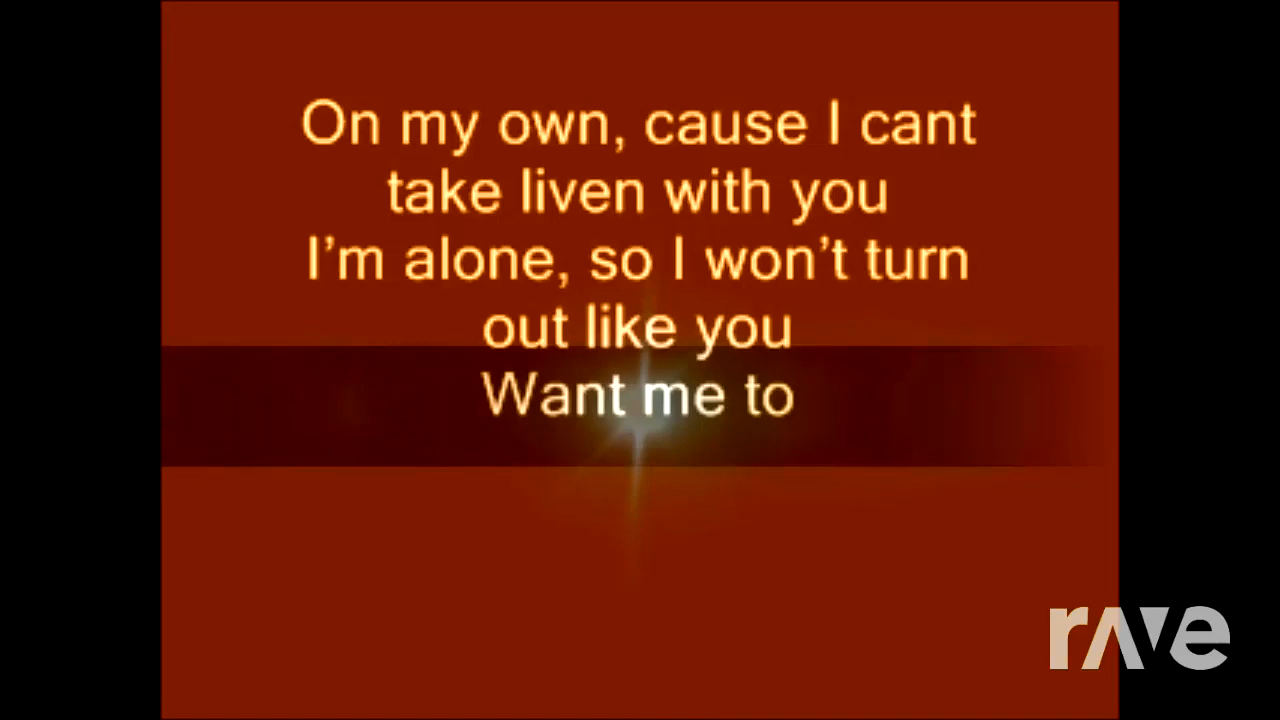 On my own, cause I cant
take liven with you
I’m alone, so I won’t turn
out like you
Want me to
rave